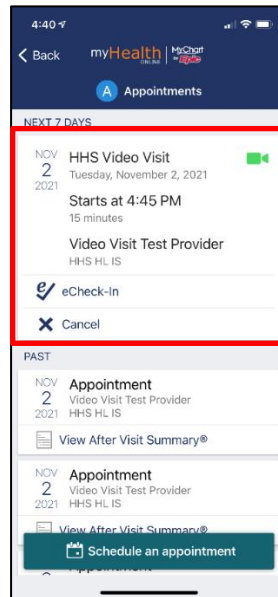 4:40
Back
myHealth ONLINE | MyChart by Epic
A Appointments
NEXT 7 DAYS
NOV 2 2021
HHS Video Visit
Tuesday, November 2, 2021
Starts at 4:45 PM
15 minutes
Video Visit Test Provider
HHS HL IS
eCheck-In
Cancel
PAST
NOV 2 2021
Appointment
Video Visit Test Provider
HHS HL IS
View After Visit Summary®
NOV 2 2021
Appointment
Video Visit Test Provider
HHS HL IS
View After Visit Summary®
Schedule an appointment